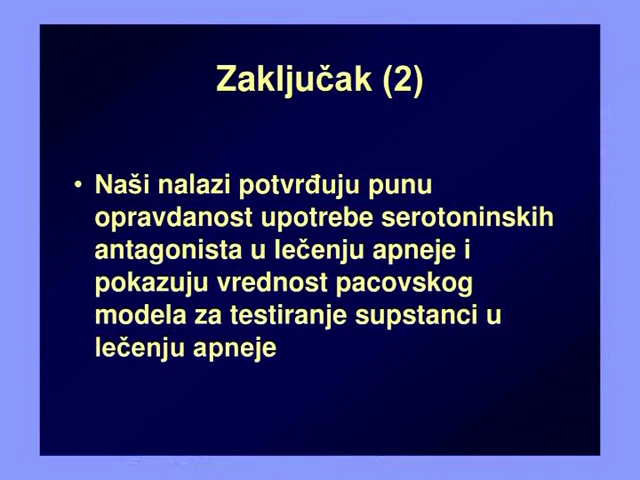 Zaključak (2)
• Naši nalazi potvrđuju punu
opravdanost upotrebe serotoninskih
antagonista u lečenju apneje i
pokazuju vrednost pacovskog
modela za testiranje supstanci u
lečenju apneje